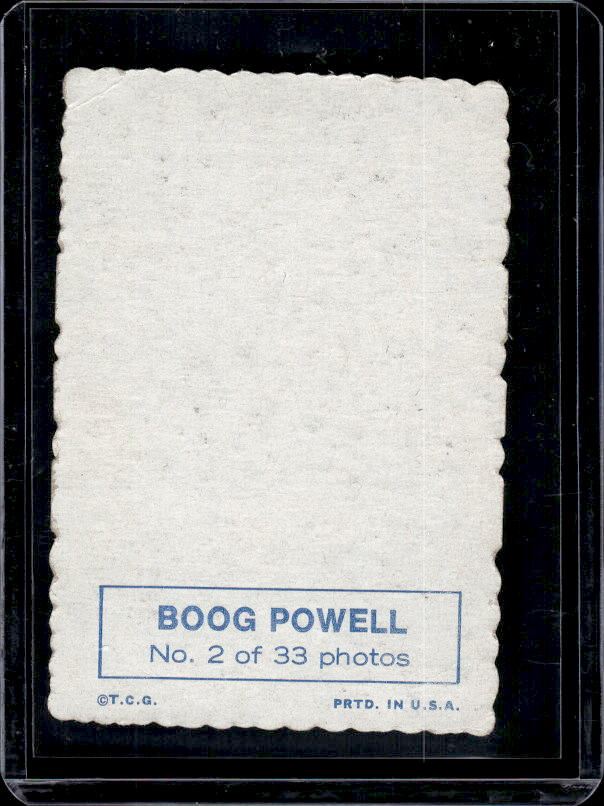 BOOG POWELL
No. 2 of 33 photos
©T.C.G.
PRTD. IN U.S.A.